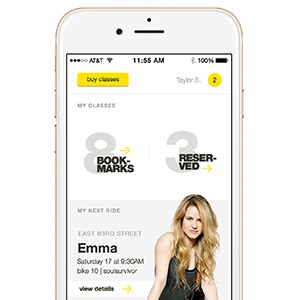 AT&T 11:55 AM 100%
buy classes Taylor S. 2
MY CLASSES
8 BOOK-
MARKS
3 RESER-
VED
MY NEXT RIDE
EAST 83RD STREET
Emma
Saturday 17 at 9:30AM
bike 10 | soulsurvivor
view details